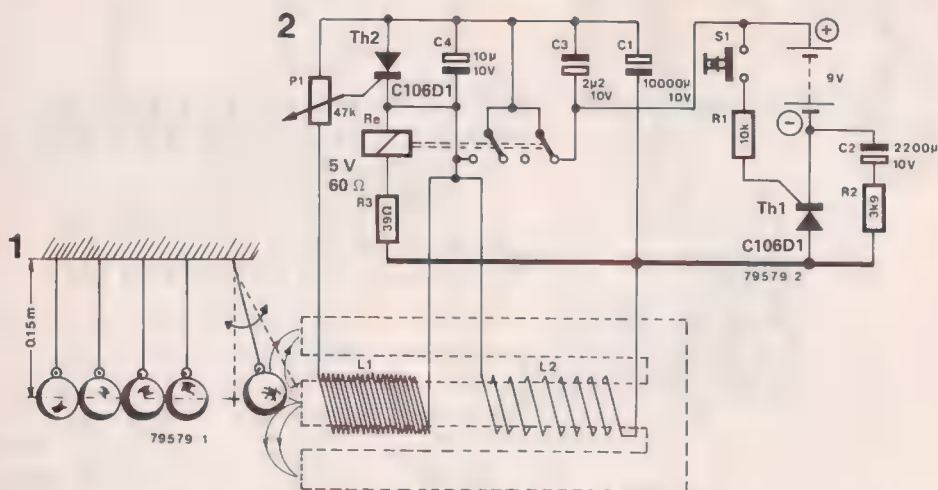 2
Th2
C4
10µ
10V
C3
2µ2
10V
C1
10000µ
10V
S1
+
9V
−
P1
47k
C106D1
Re
5 V
60 Ω
R3
39Ω
R1
10k
C2
2200µ
10V
R2
3k9
Th1
C106D1
79579 2
1
0.15m
79579 1
L1
L2